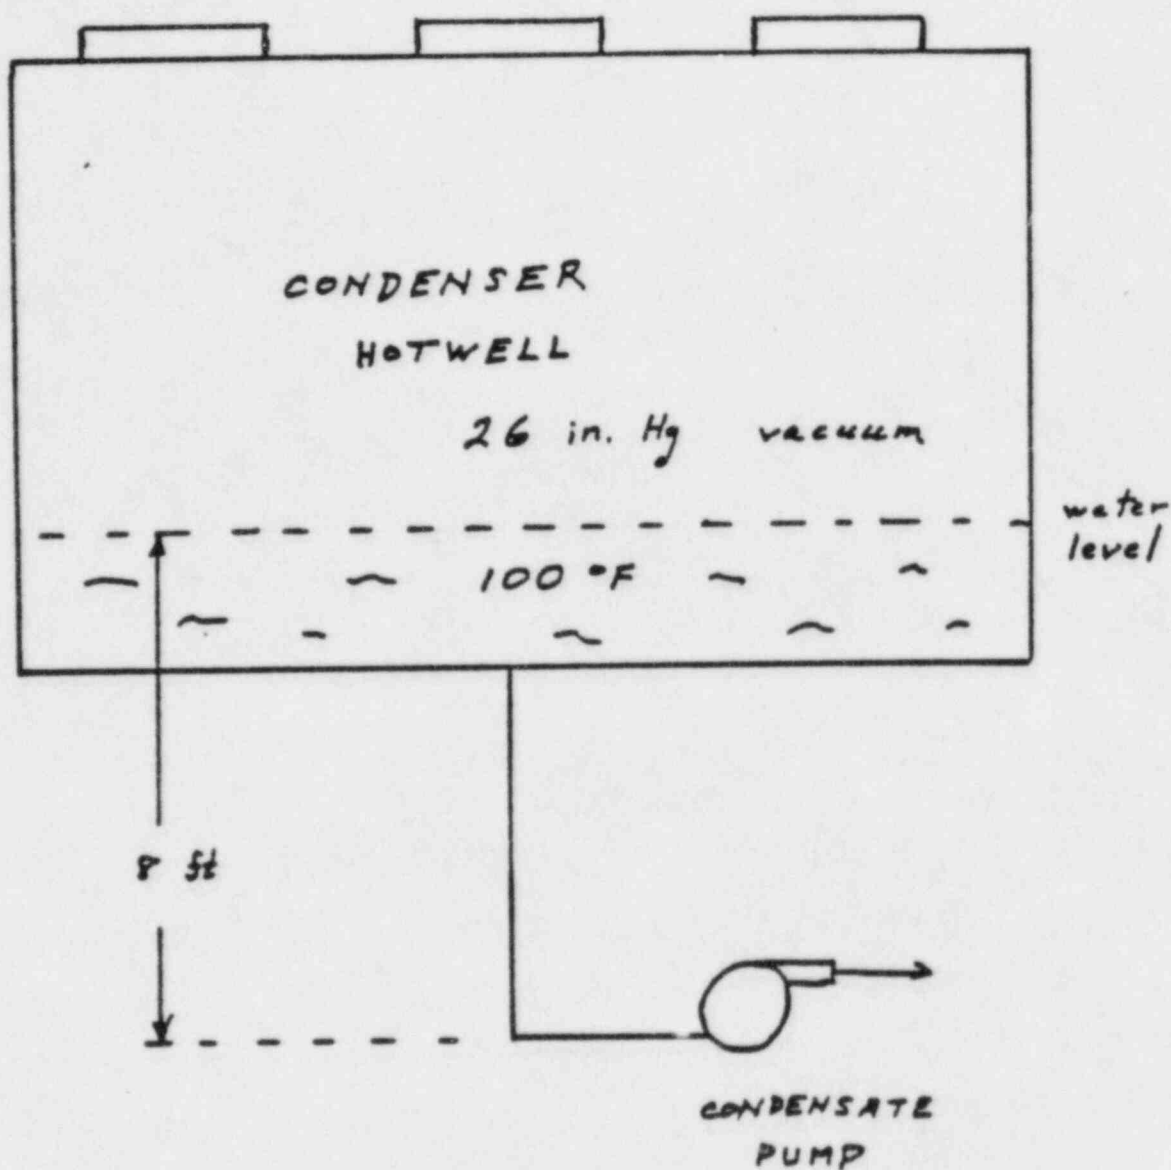 CONDENSER
HOTWELL
26 in. Hg vacuum
water
level
100 °F
8 ft
CONDENSATE
PUMP